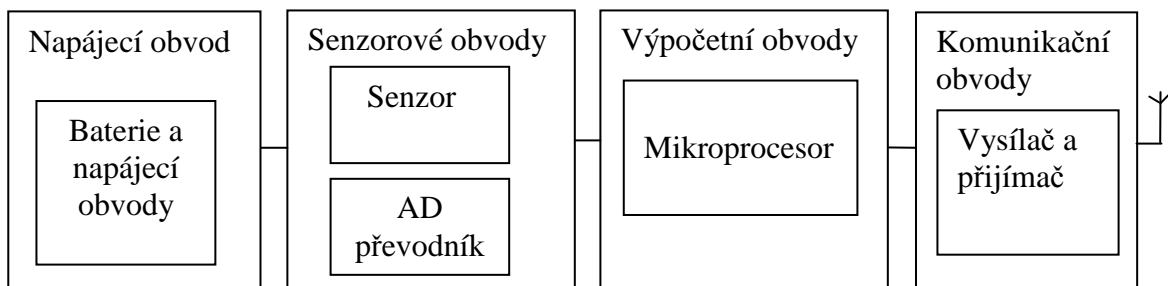 Napájecí obvod
Baterie a
napájecí
obvody
Senzorové obvody
Senzor
AD
převodník
Výpočetní obvody
Mikroprocesor
Komunikační
obvody
Vysílač a
přijímač